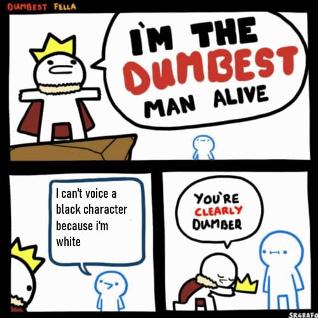 DUMBEST FELLA
I'M THE
DUMBEST
MAN ALIVE
I can't voice a
black character
because i'm
white
YOU'RE
CLEARLY
DUMBER
SRGRAFO